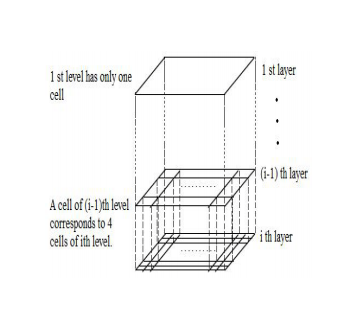 1 st level has only one
cell
1 st layer
(i-1) th layer
A cell of (i-1)th level
corresponds to 4
cells of ith level.
i th layer